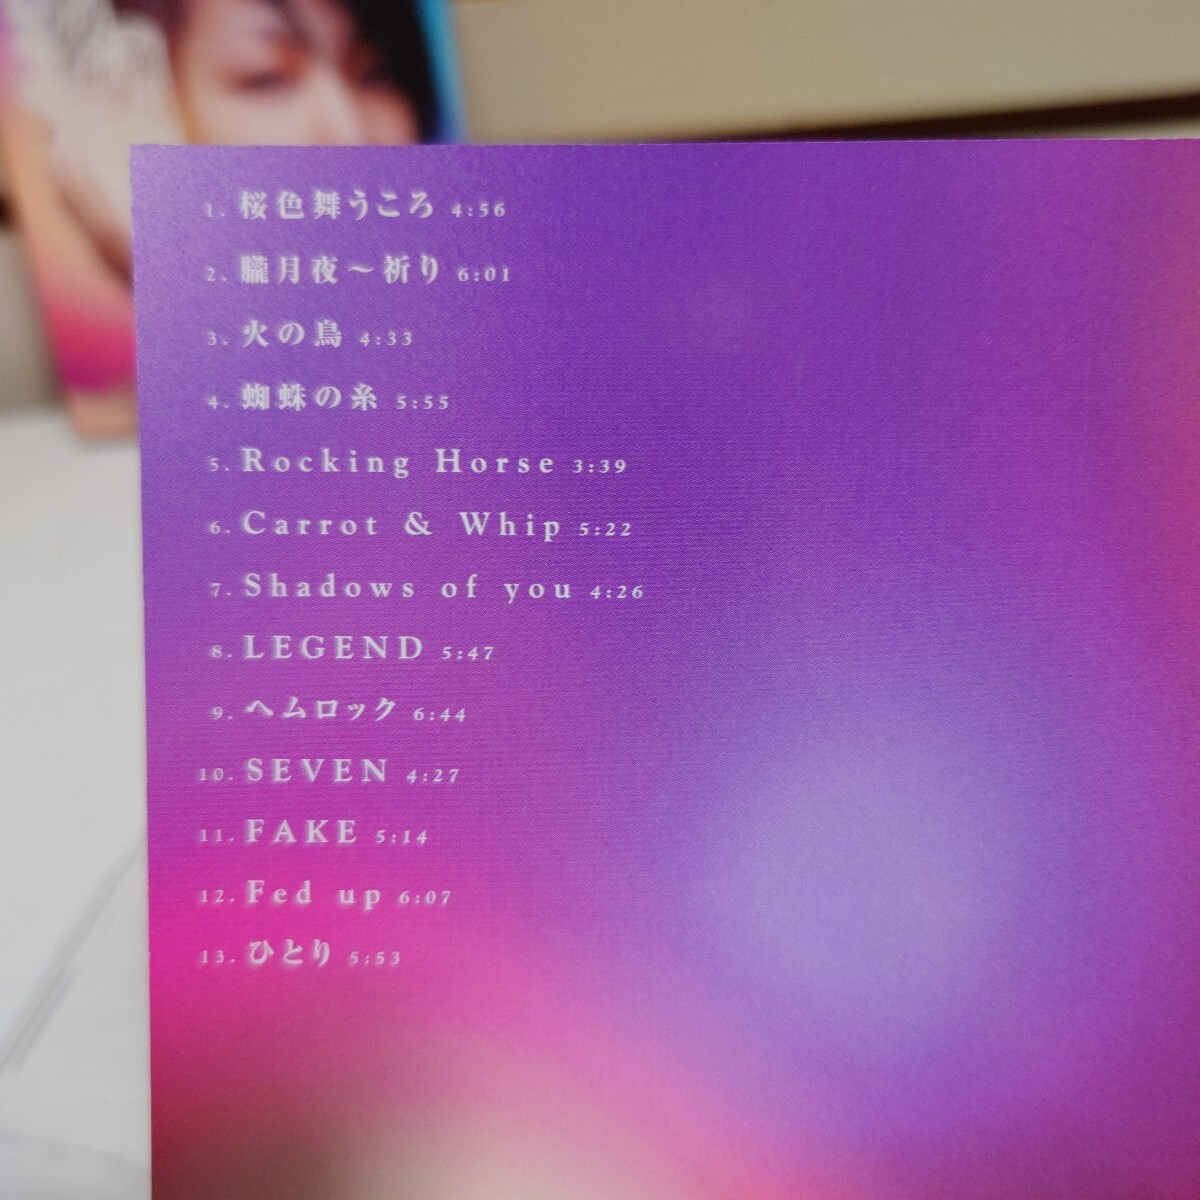 1. 桜色舞うころ 4:56
2. 朧月夜〜祈り 6:01
3. 火の鳥 4:33
4. 蜘蛛の糸 5:55
5. Rocking Horse 3:39
6. Carrot & Whip 5:22
7. Shadows of you 4:26
8. LEGEND 5:47
9. ヘムロック 6:44
10. SEVEN 4:27
11. FAKE 5:14
12. Fed up 6:07
13. ひとり 5:53